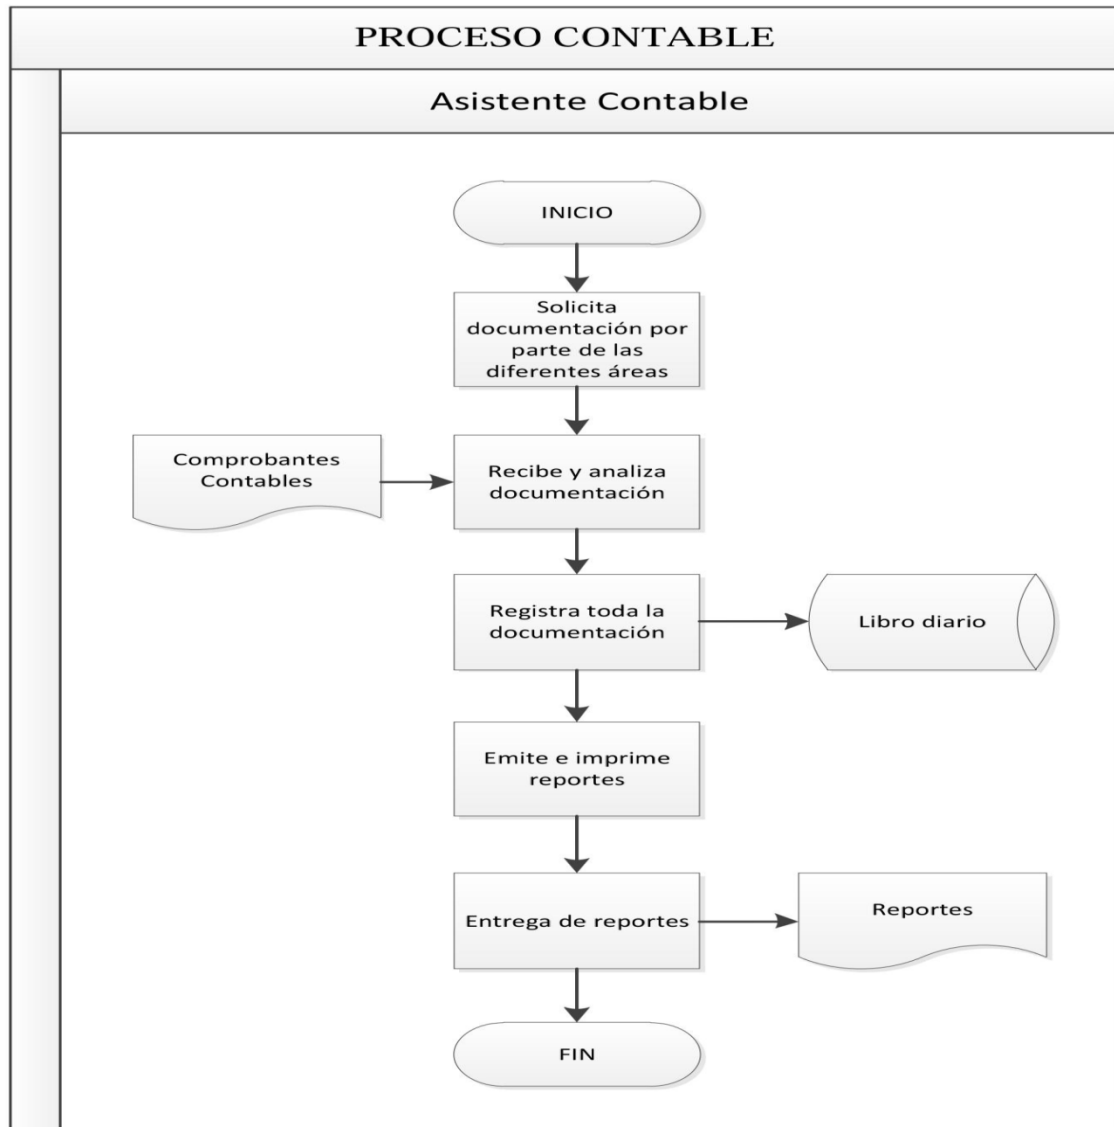 PROCESO CONTABLE
Asistente Contable
INICIO
Solicita
documentación por
parte de las
diferentes áreas
Comprobantes
Contables
Recibe y analiza
documentación
Registra toda la
documentación
Libro diario
Emite e imprime
reportes
Entrega de reportes
Reportes
FIN